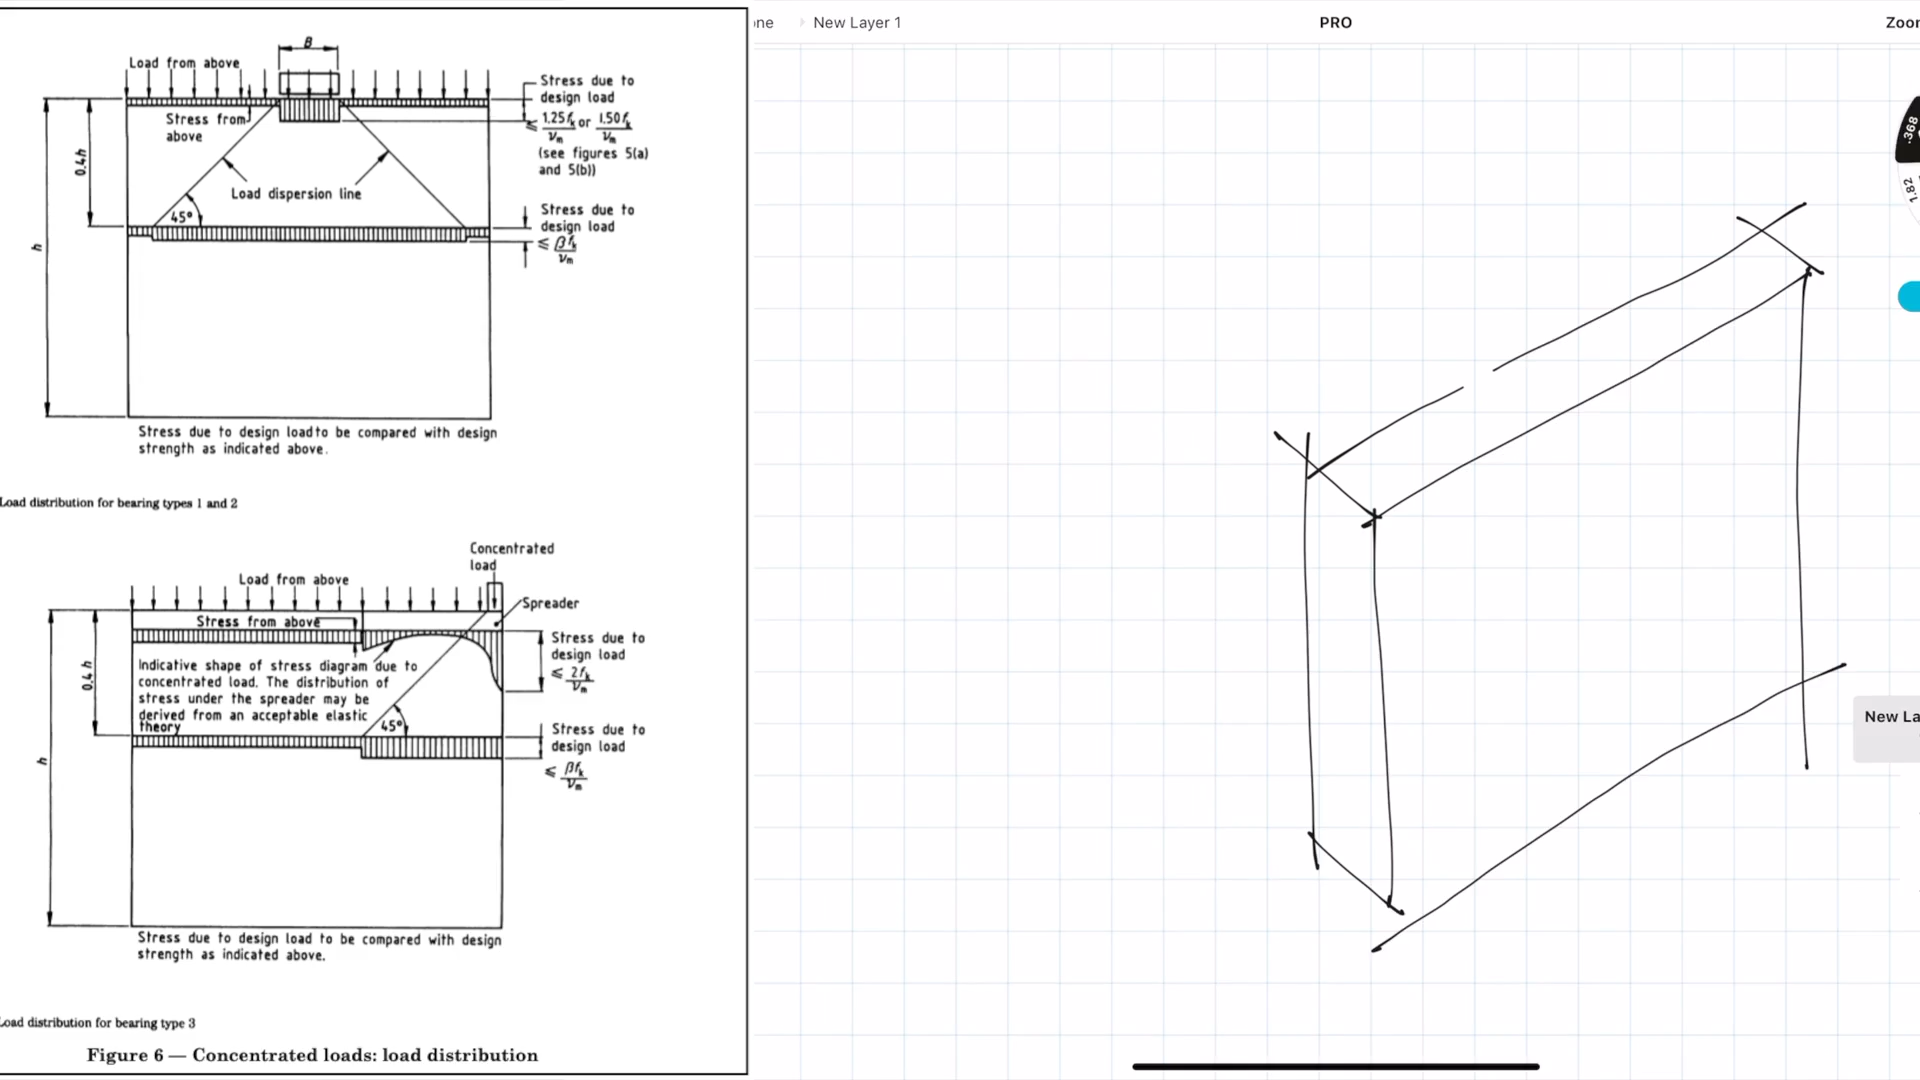 New Layer 1
PRO
B
Load from above
Stress due to
design load
≤ 1.25fk/γm or 1.50fk/γm
(see figures 5(a)
and 5(b))
Stress from
above
0.4h
Load dispersion line
45°
Stress due to
design load
≤ βfk/γm
h
Stress due to design load to be compared with design
strength as indicated above.
Load distribution for bearing types 1 and 2
Concentrated
load
Load from above
Spreader
Stress from above
Stress due to
design load
≤ 2fk/γm
Indicative shape of stress diagram due to
concentrated load. The distribution of
stress under the spreader may be
derived from an acceptable elastic
theory
0.4 h
45°
Stress due to
design load
≤ βfk/γm
h
Stress due to design load to be compared with design
strength as indicated above.
Load distribution for bearing type 3
Figure 6 — Concentrated loads: load distribution
.368
1.82